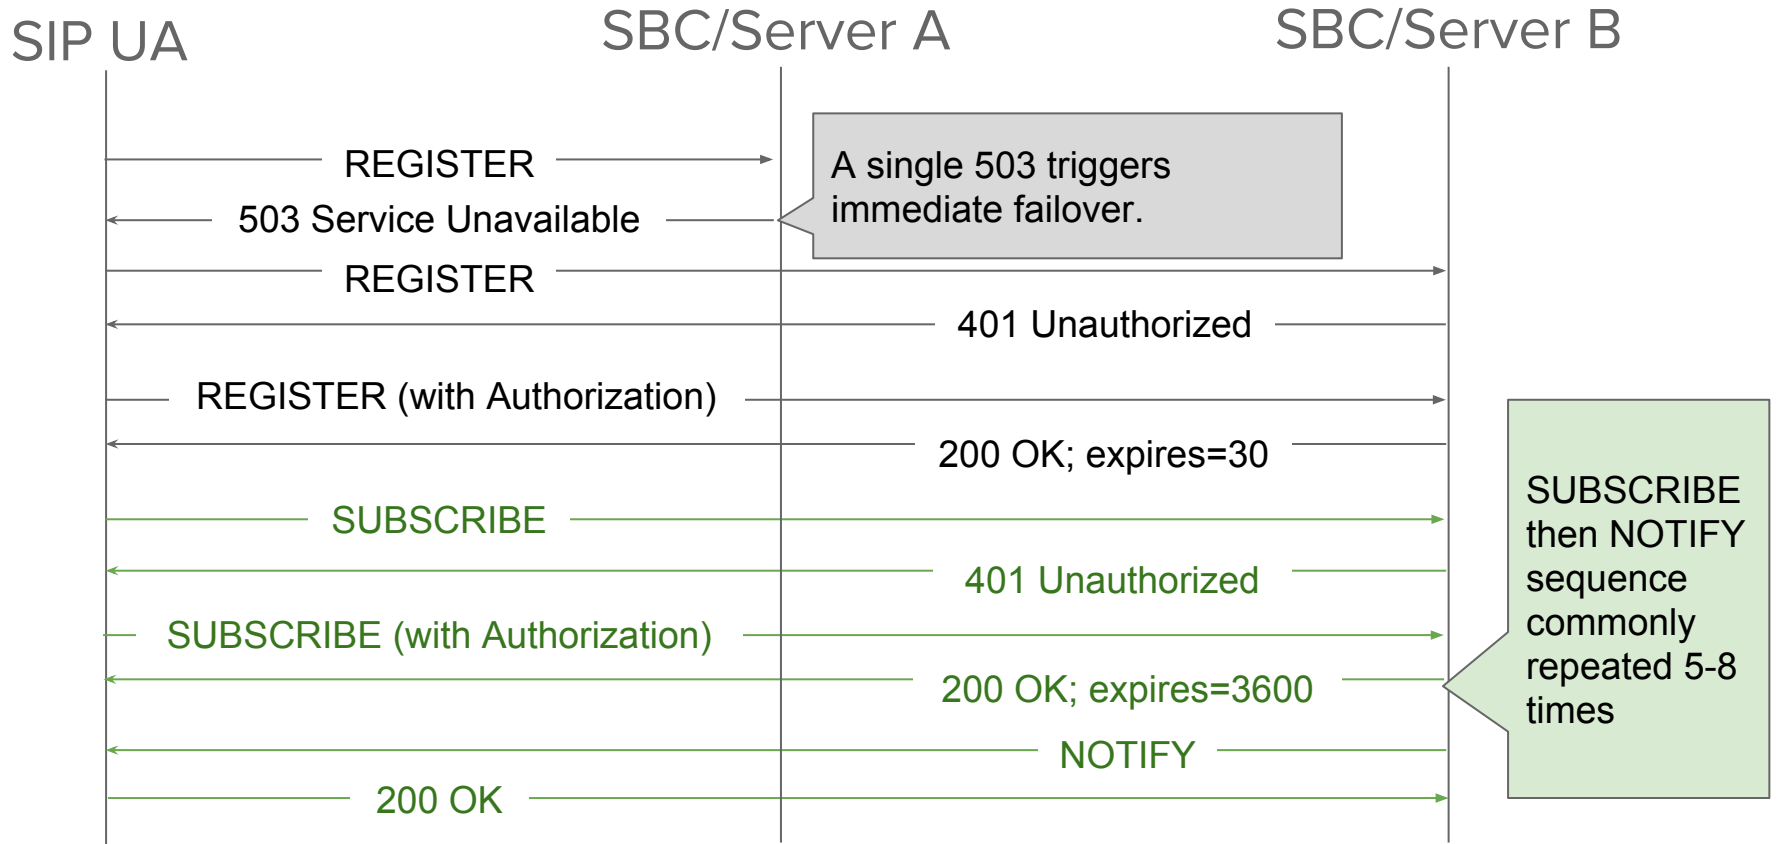 SIP UA
SBC/Server A
SBC/Server B
REGISTER
A single 503 triggers
immediate failover.
503 Service Unavailable
REGISTER
401 Unauthorized
REGISTER (with Authorization)
200 OK; expires=30
SUBSCRIBE
401 Unauthorized
SUBSCRIBE (with Authorization)
200 OK; expires=3600
NOTIFY
200 OK
SUBSCRIBE
then NOTIFY
sequence
commonly
repeated 5-8
times